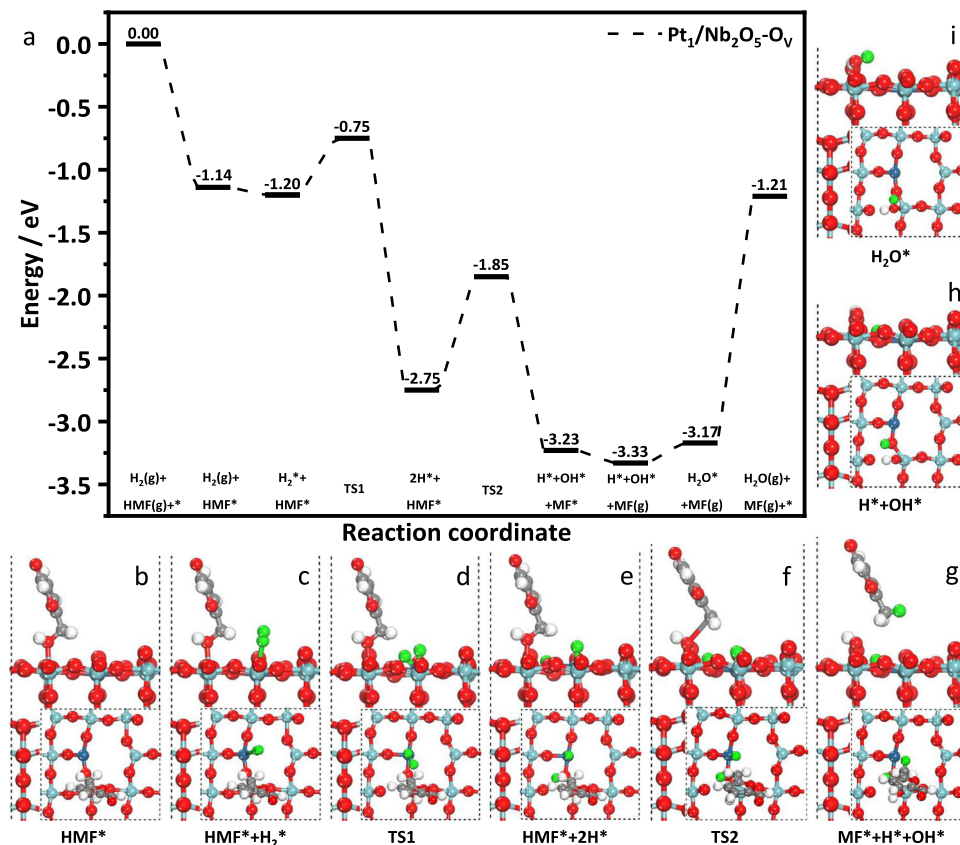 a
Energy / eV
0.0
-0.5
-1.0
-1.5
-2.0
-2.5
-3.0
-3.5
Pt₁/Nb₂O₅-Oᵥ
0.00
-1.14
-1.20
-0.75
-2.75
-1.85
-3.23
-3.33
-3.17
-1.21
H₂(g)+
HMF(g)+*
H₂(g)+
HMF*
H₂*+
HMF*
TS1
2H*+
HMF*
TS2
H*+OH*
+MF*
H*+OH*
+MF(g)
H₂O*
+MF(g)
H₂O(g)+
MF(g)+*
Reaction coordinate
i
H₂O*
h
H*+OH*
b
HMF*
c
HMF*+H₂*
d
TS1
e
HMF*+2H*
f
TS2
g
MF*+H*+OH*